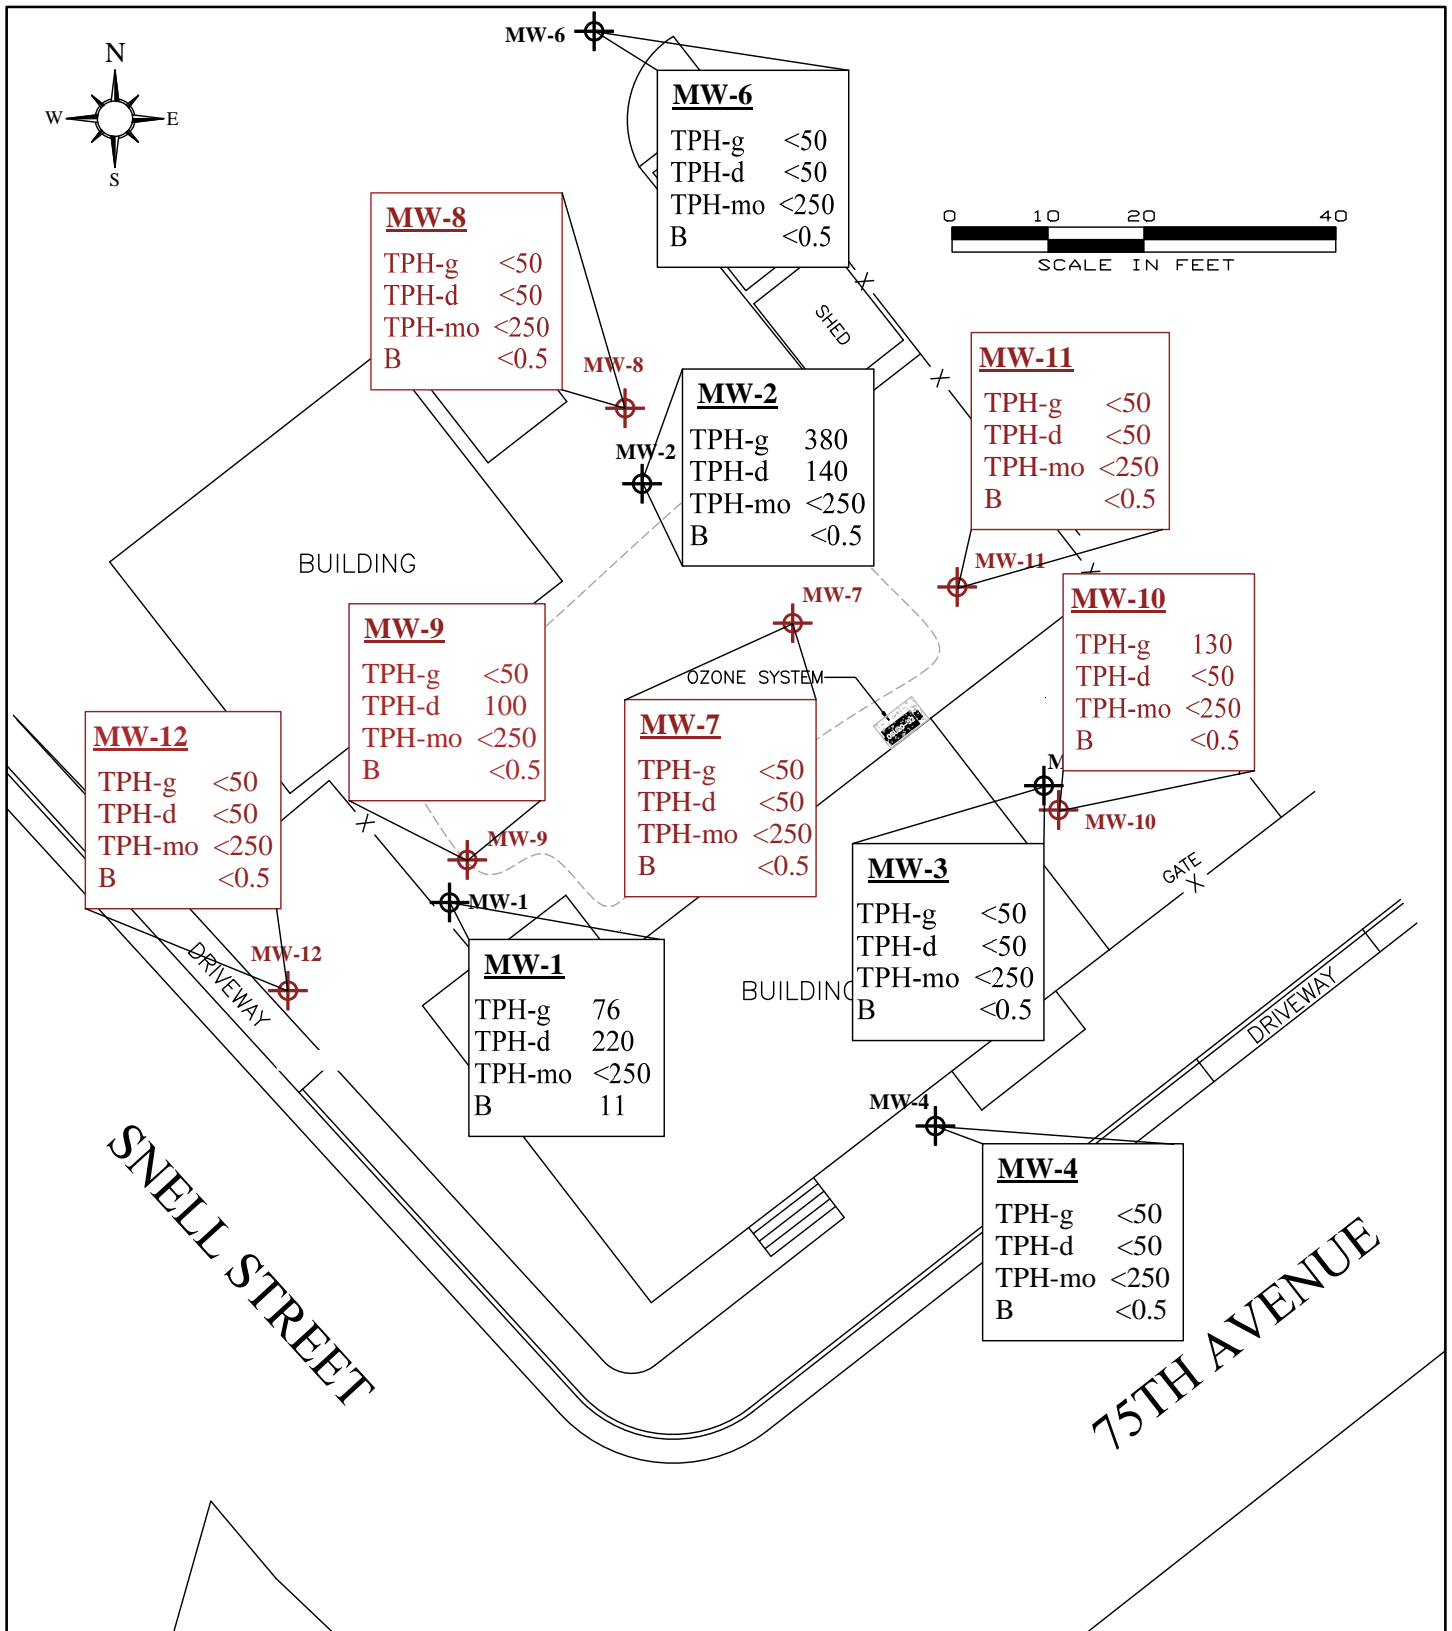 MW-6
N
W E
S
MW-6
TPH-g <50
TPH-d <50
TPH-mo <250
B <0.5
0 10 20 40
SCALE IN FEET
MW-8
TPH-g <50
TPH-d <50
TPH-mo <250
B <0.5
MW-8
X
SHED
X
MW-11
TPH-g <50
TPH-d <50
TPH-mo <250
B <0.5
MW-11
X
MW-2
MW-2
TPH-g 380
TPH-d 140
TPH-mo <250
B <0.5
BUILDING
MW-7
OZONE SYSTEM
MW-7
TPH-g <50
TPH-d <50
TPH-mo <250
B <0.5
MW-10
TPH-g 130
TPH-d <50
TPH-mo <250
B <0.5
M
MW-10
MW-9
TPH-g <50
TPH-d 100
TPH-mo <250
B <0.5
MW-9
X
MW-12
TPH-g <50
TPH-d <50
TPH-mo <250
B <0.5
MW-12
DRIVEWAY
MW-1
MW-1
TPH-g 76
TPH-d 220
TPH-mo <250
B 11
BUILDING
MW-3
TPH-g <50
TPH-d <50
TPH-mo <250
B <0.5
GATE
X
DRIVEWAY
MW-4
MW-4
TPH-g <50
TPH-d <50
TPH-mo <250
B <0.5
SNELL STREET
75TH AVENUE